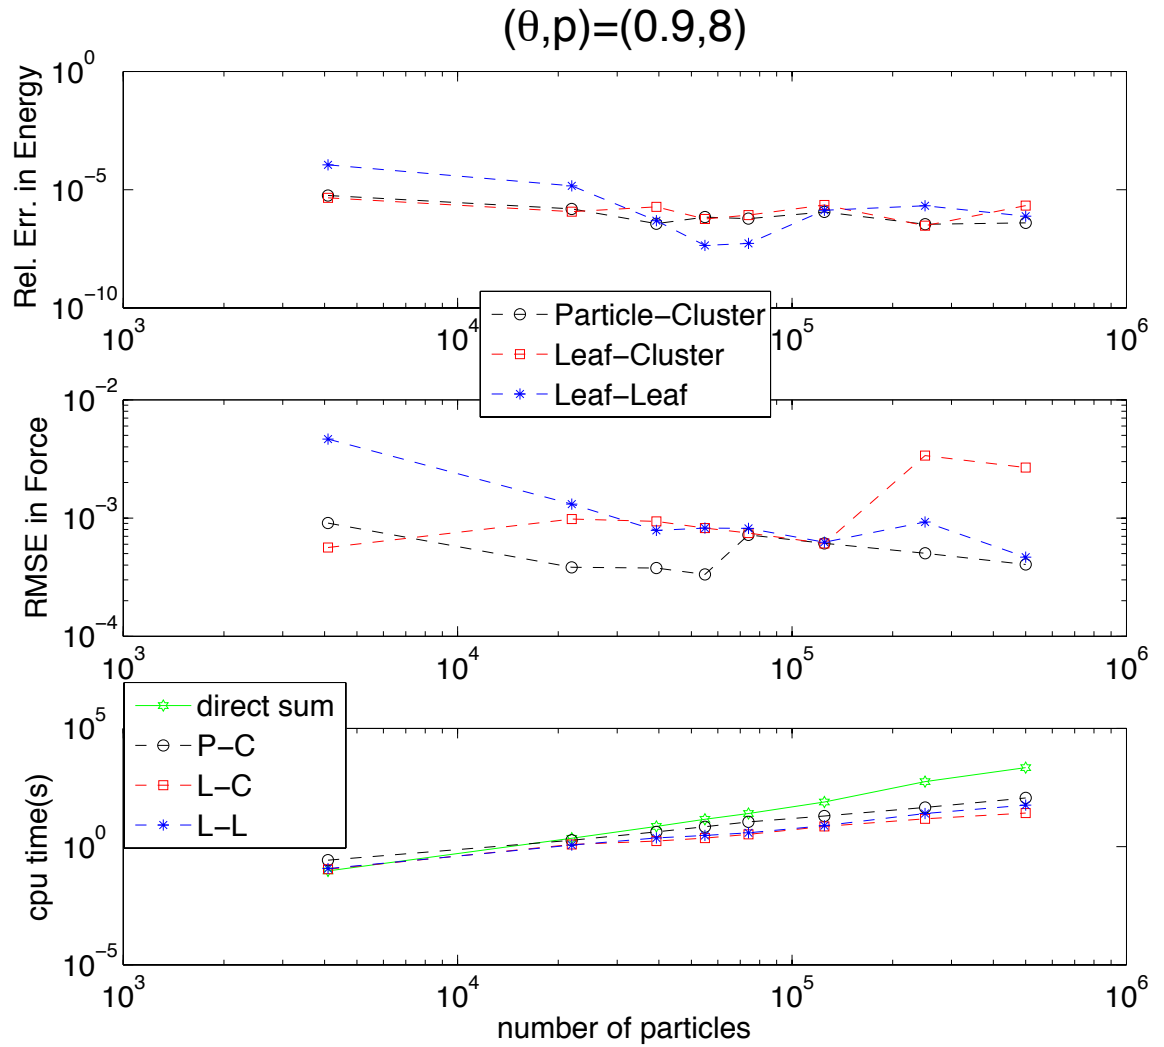 (θ,p)=(0.9,8)
Rel. Err. in Energy
10^0
10^−5
10^−10
10^3 10^4 10^5 10^6
Particle−Cluster
Leaf−Cluster
Leaf−Leaf
RMSE in Force
10^−2
10^−3
10^−4
10^3 10^4 10^5 10^6
direct sum
P−C
L−C
L−L
cpu time(s)
10^5
10^0
10^−5
10^3 10^4 10^5 10^6
number of particles